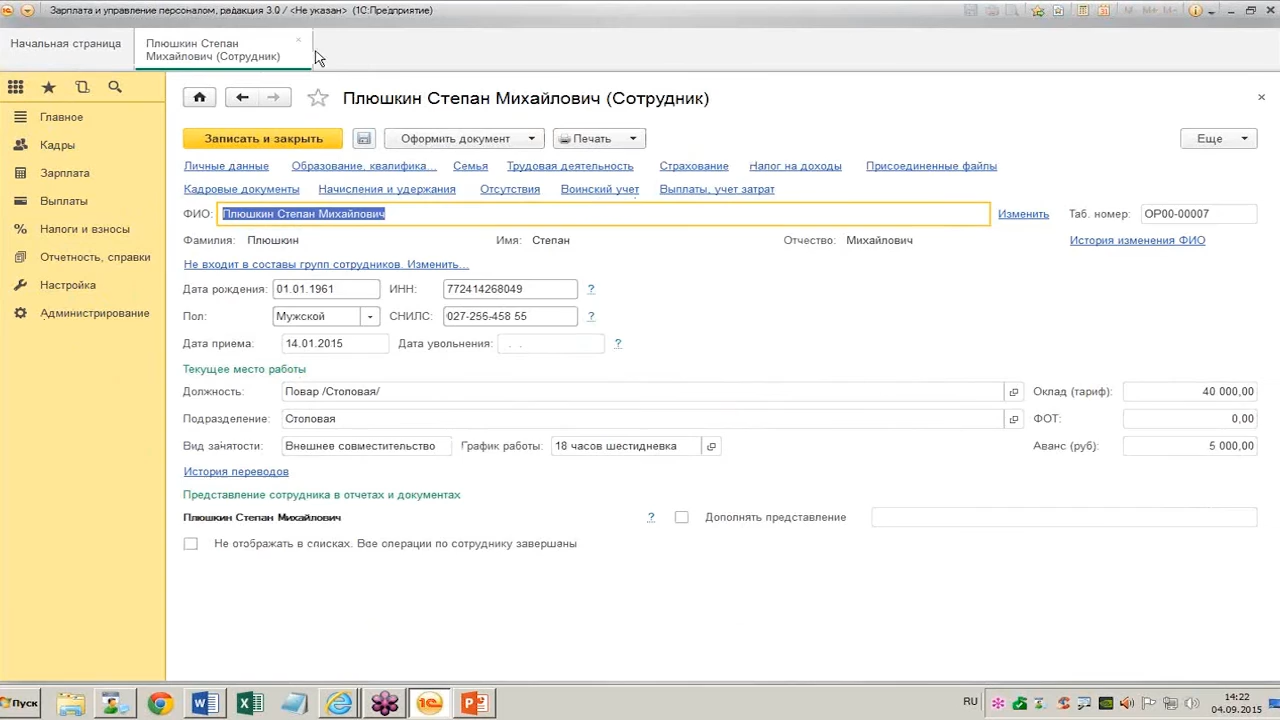 Зарплата и управление персоналом, редакция 3.0 / <Не указан> (1С:Предприятие)
Начальная страница
Плюшкин Степан
Михайлович (Сотрудник)
Плюшкин Степан Михайлович (Сотрудник)
Главное
Кадры
Зарплата
Выплаты
Налоги и взносы
Отчетность, справки
Настройка
Администрирование
Записать и закрыть Оформить документ Печать Еще
Личные данные Образование, квалифика... Семья Трудовая деятельность Страхование Налог на доходы Присоединенные файлы
Кадровые документы Начисления и удержания Отсутствия Воинский учет Выплаты, учет затрат
ФИО: Плюшкин Степан Михайлович Изменить Таб. номер: ОР00-00007
Фамилия: Плюшкин Имя: Степан Отчество: Михайлович История изменения ФИО
Не входит в составы групп сотрудников. Изменить...
Дата рождения: 01.01.1961 ИНН: 772414268049 ?
Пол: Мужской СНИЛС: 027-256-458 55 ?
Дата приема: 14.01.2015 Дата увольнения: . . ?
Текущее место работы
Должность: Повар /Столовая/ Оклад (тариф): 40 000,00
Подразделение: Столовая ФОТ: 0,00
Вид занятости: Внешнее совместительство График работы: 18 часов шестидневка Аванс (руб): 5 000,00
История переводов
Представление сотрудника в отчетах и документах
Плюшкин Степан Михайлович ? Дополнять представление
Не отображать в списках. Все операции по сотруднику завершены
Пуск RU 14:22
04.09.2015